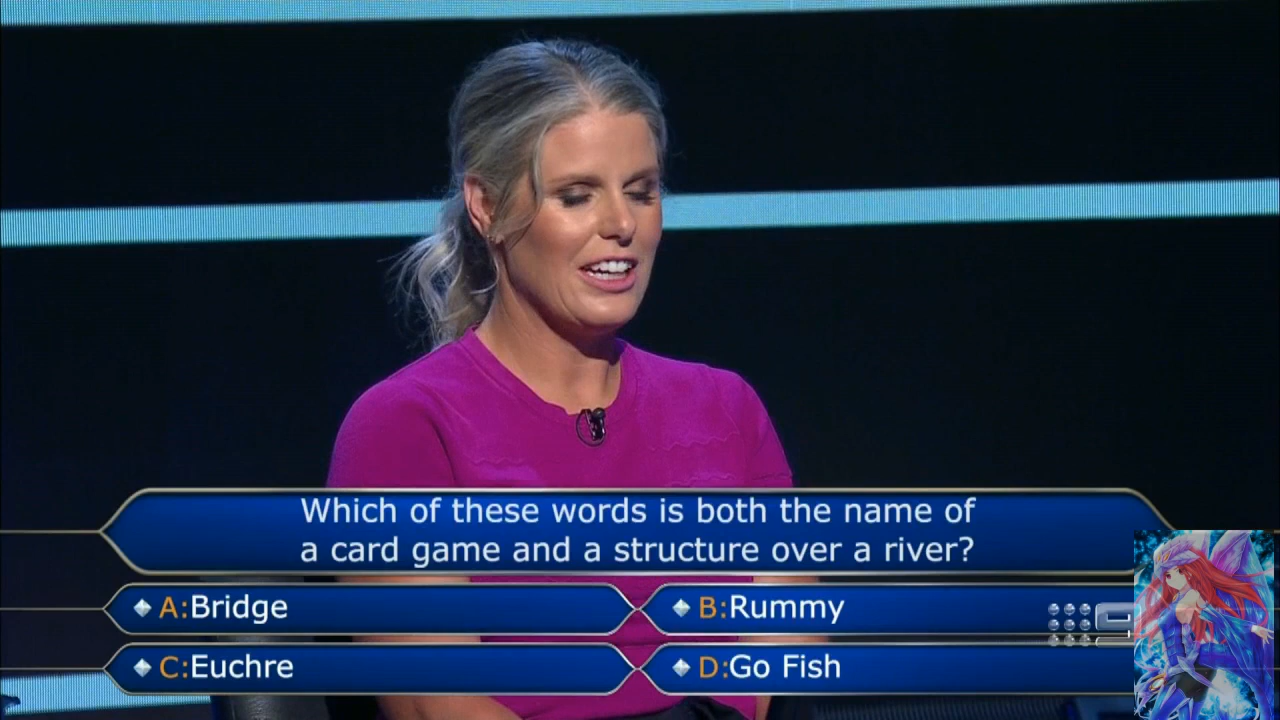 Which of these words is both the name of
a card game and a structure over a river?
A:Bridge
B:Rummy
C:Euchre
D:Go Fish